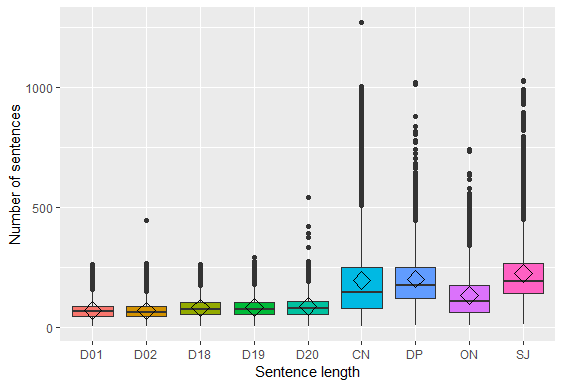 Number of sentences
1000
500
0
D01 D02 D18 D19 D20 CN DP ON SJ
Sentence length